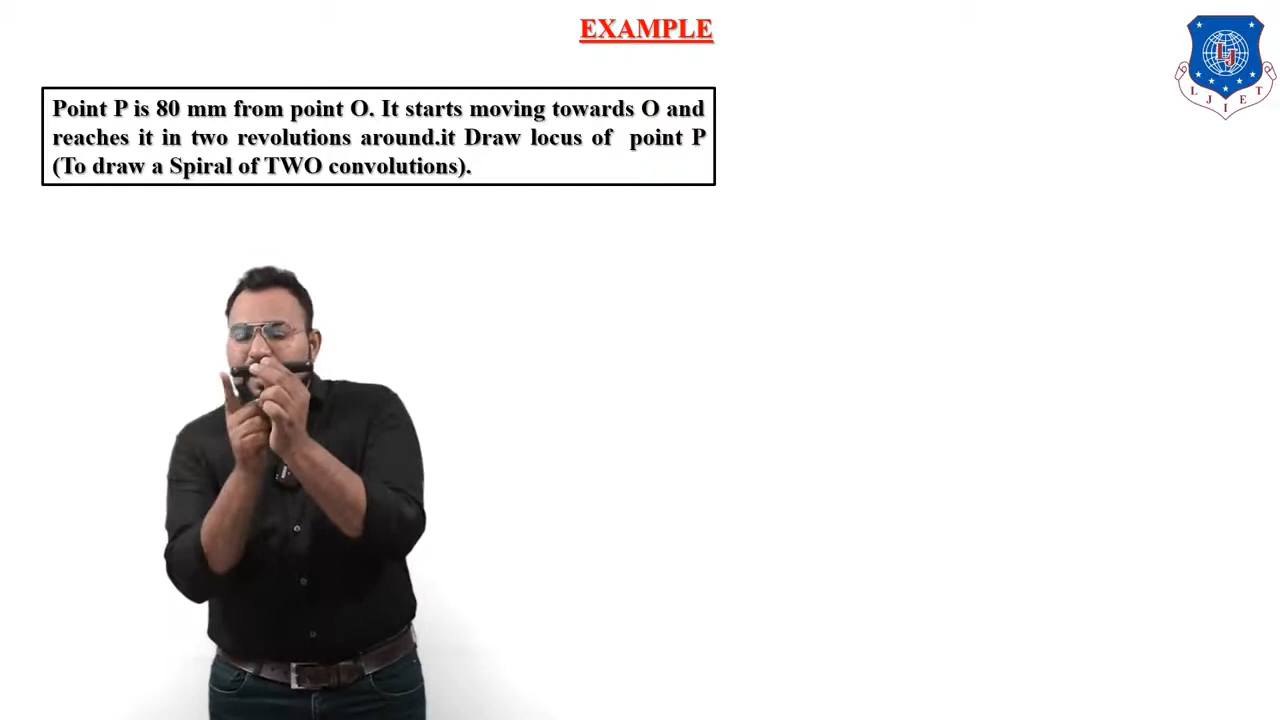 EXAMPLE
Point P is 80 mm from point O. It starts moving towards O and
reaches it in two revolutions around.it Draw locus of point P
(To draw a Spiral of TWO convolutions).
LJ
L J I E T